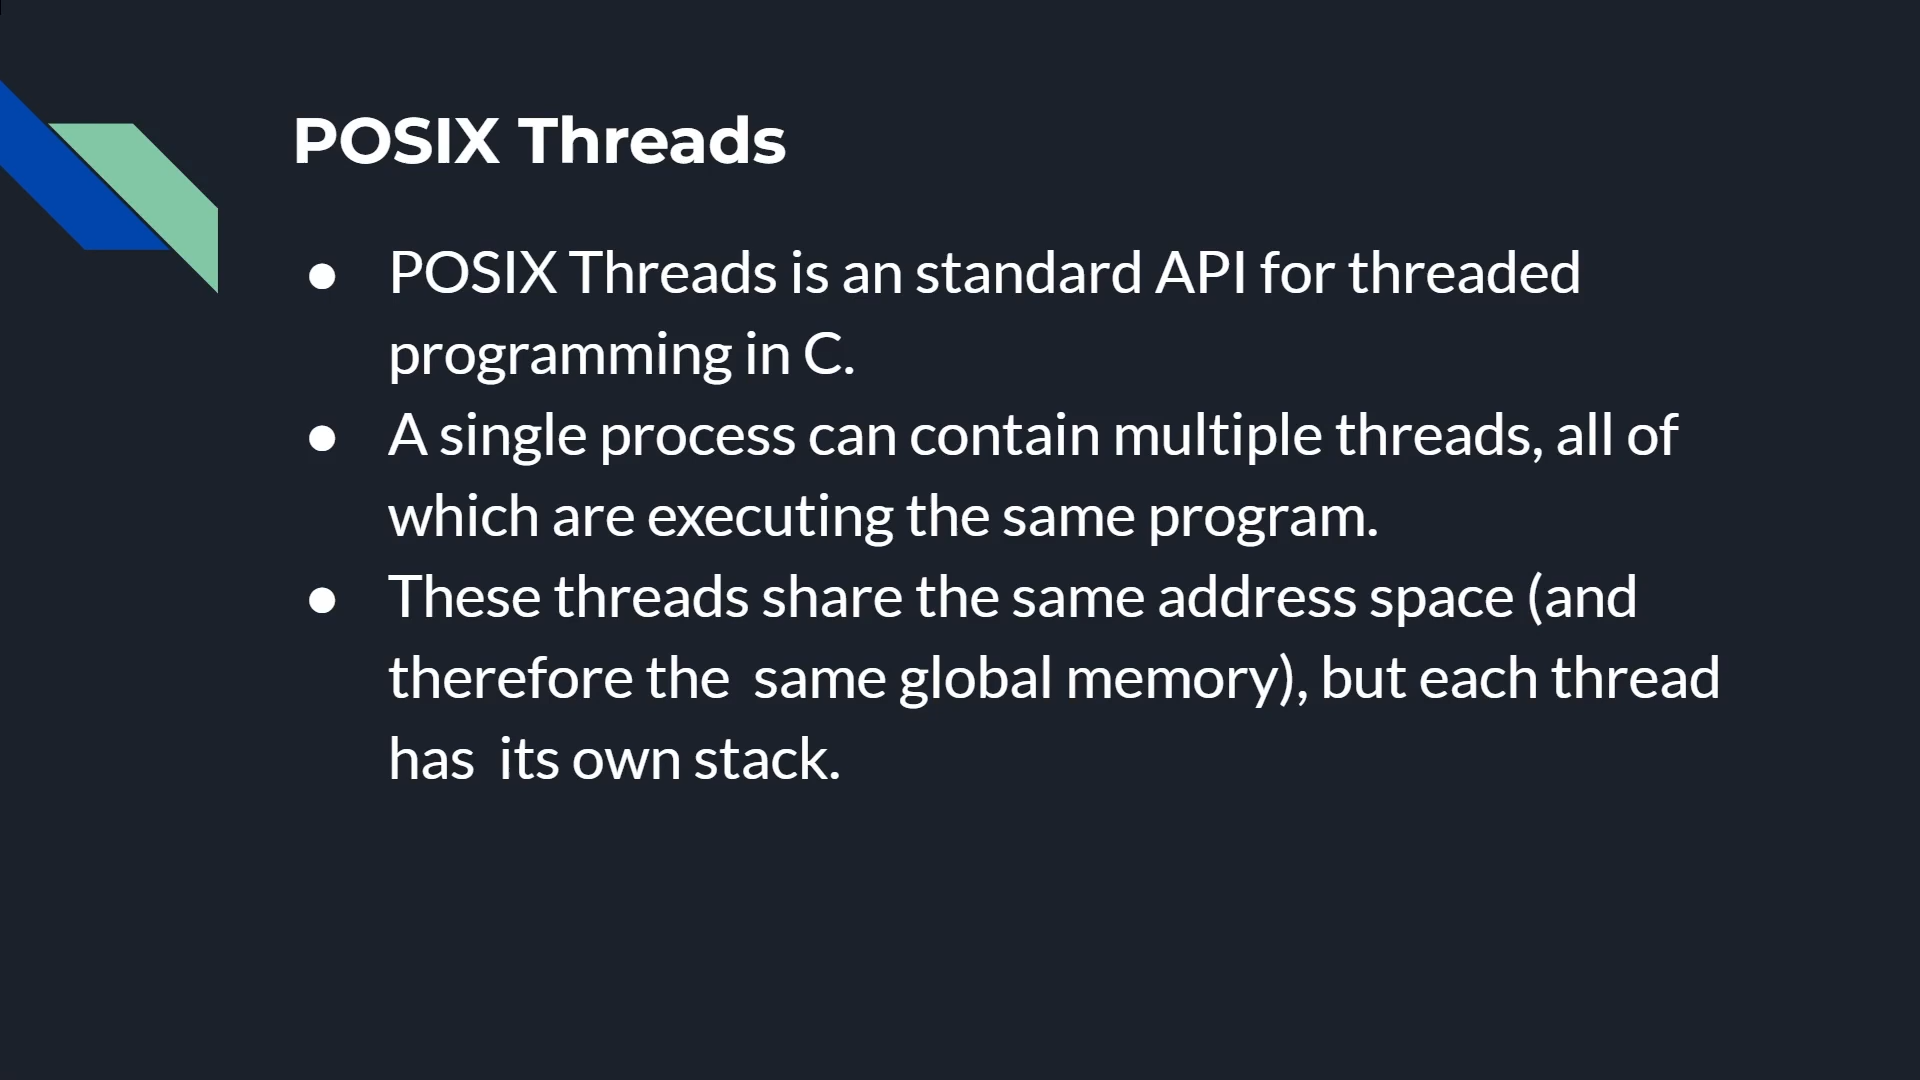 POSIX Threads
● POSIX Threads is an standard API for threaded
programming in C.
● A single process can contain multiple threads, all of
which are executing the same program.
● These threads share the same address space (and
therefore the  same global memory), but each thread
has  its own stack.